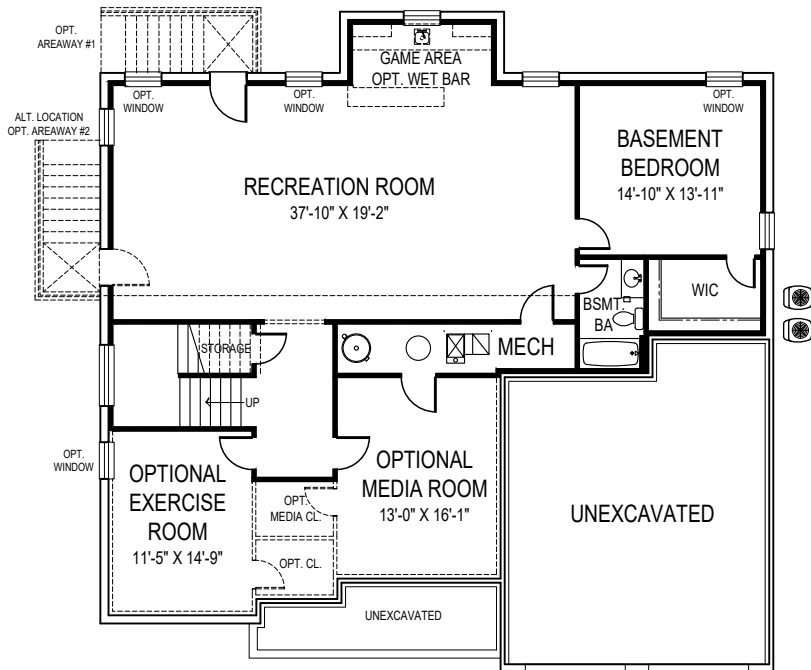 OPT.
AREAWAY #1
GAME AREA
OPT. WET BAR
OPT.
WINDOW
OPT.
WINDOW
OPT.
WINDOW
ALT. LOCATION
OPT. AREAWAY #2
BASEMENT
BEDROOM
14'-10" X 13'-11"
RECREATION ROOM
37'-10" X 19'-2"
WIC
BSMT.
BA
STORAGE
MECH
UP
OPT.
WINDOW
OPTIONAL
EXERCISE
ROOM
11'-5" X 14'-9"
OPTIONAL
MEDIA ROOM
13'-0" X 16'-1"
OPT.
MEDIA CL.
OPT. CL.
UNEXCAVATED
UNEXCAVATED